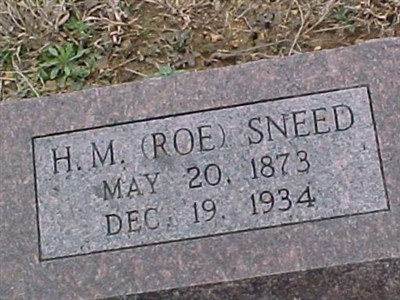 H. M. (ROE) SNEED
MAY 20. 1873
DEC. 19. 1934